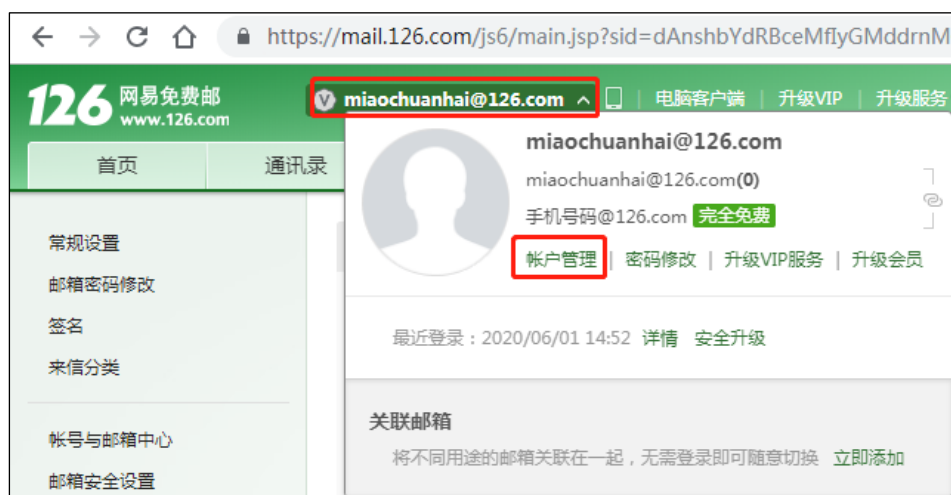 https://mail.126.com/js6/main.jsp?sid=dAnshbYdRBceMfIyGMddrnM
126 网易免费邮
www.126.com
V miaochuanhai@126.com
电脑客户端 | 升级VIP | 升级服务
首页
通讯录
miaochuanhai@126.com
miaochuanhai@126.com(0)
手机号码@126.com 完全免费
帐户管理 | 密码修改 | 升级VIP服务 | 升级会员
最近登录：2020/06/01 14:52 详情 安全升级
关联邮箱
将不同用途的邮箱关联在一起，无需登录即可随意切换 立即添加
常规设置
邮箱密码修改
签名
来信分类
帐号与邮箱中心
邮箱安全设置